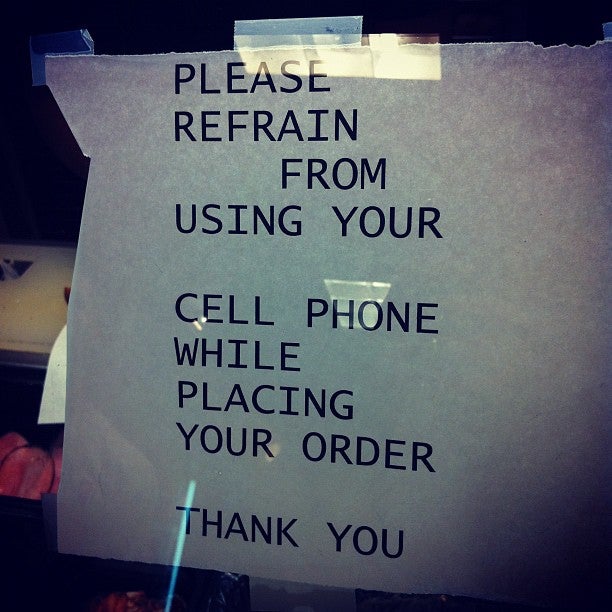 PLEASE
REFRAIN
FROM
USING YOUR
CELL PHONE
WHILE
PLACING
YOUR ORDER
THANK YOU